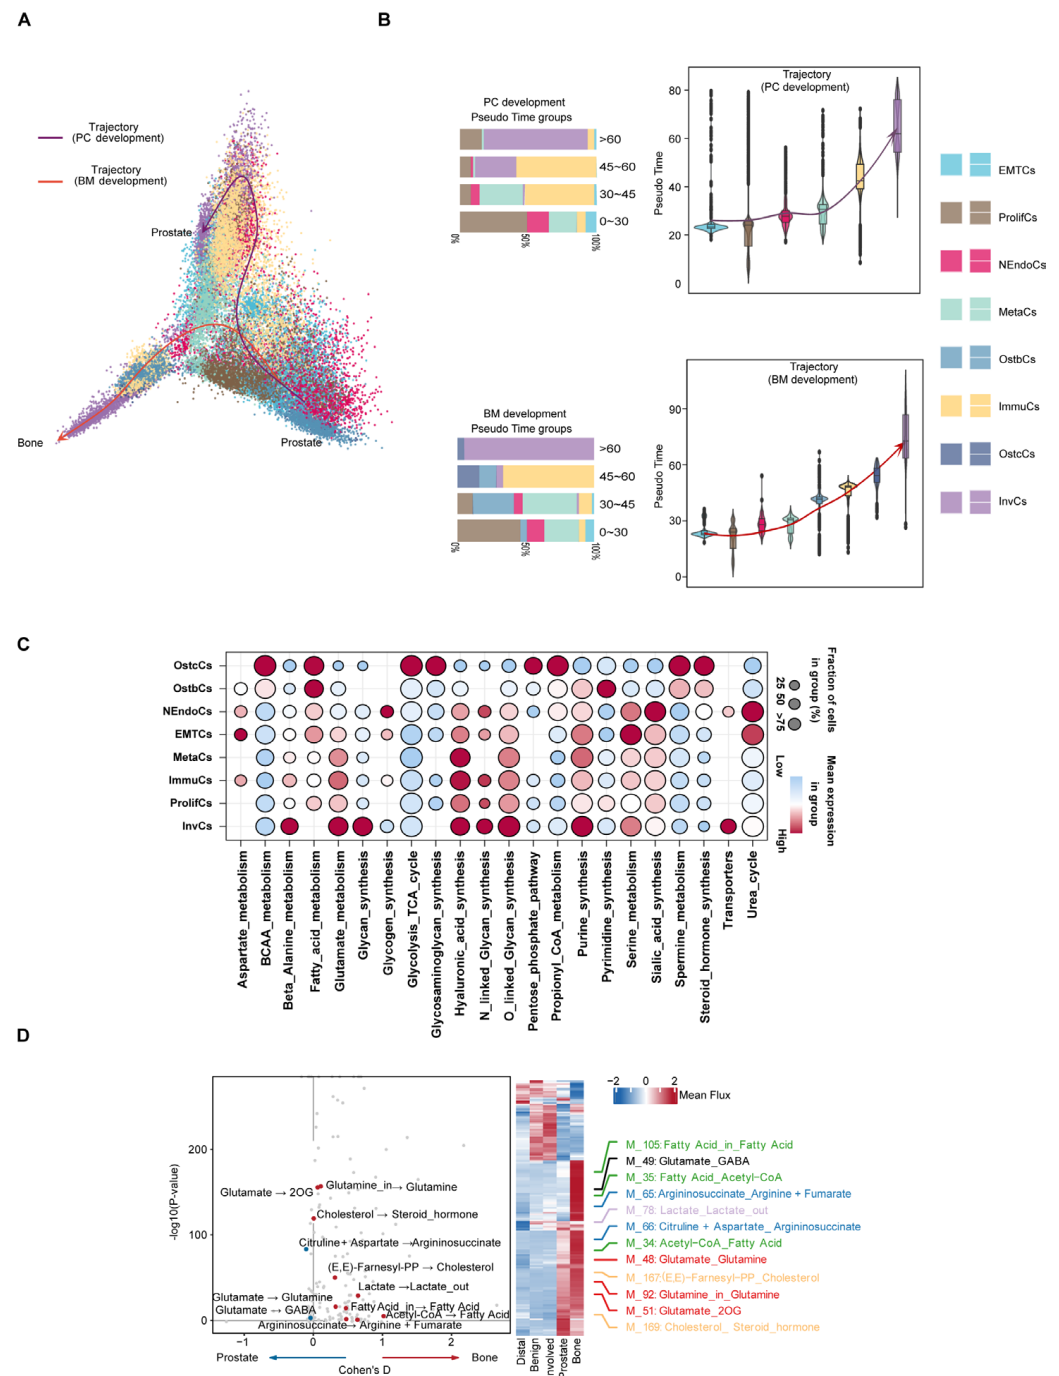 A
B
Trajectory
(PC development)
Trajectory
(BM development)
Prostate
Bone
Prostate
PC development
Pseudo Time groups
>60
45~60
30~45
0~30
0%
50%
100%
Trajectory
(PC development)
Pseudo Time
80
60
40
20
0
BM development
Pseudo Time groups
>60
45~60
30~45
0~30
0%
50%
100%
Trajectory
(BM development)
Pseudo Time
90
60
30
0
EMTCs
ProlifCs
NEndoCs
MetaCs
OstbCs
ImmuCs
OstcCs
InvCs
C
OstcCs
OstbCs
NEndoCs
EMTCs
MetaCs
ImmuCs
ProlifCs
InvCs
Aspartate_metabolism
BCAA_metabolism
Beta_Alanine_metabolism
Fatty_acid_metabolism
Glutamate_metabolism
Glycan_synthesis
Glycogen_synthesis
Glycolysis_TCA_cycle
Glycosaminoglycan_synthesis
Hyaluronic_acid_synthesis
N_linked_Glycan_synthesis
O_linked_Glycan_synthesis
Pentose_phosphate_pathway
Propionyl_CoA_metabolism
Purine_synthesis
Pyrimidine_synthesis
Serine_metabolism
Sialic_acid_synthesis
Spermine_metabolism
Steroid_hormone_synthesis
Transporters
Urea_cycle
Fraction of cells
in group (%)
25 50 >75
Mean expression
in group
Low
High
D
-log10(P-value)
200
100
0
−1
0
1
2
Prostate
Bone
Cohen's D
Glutamine_in→ Glutamine
Glutamate → 2OG
Cholesterol → Steroid_hormone
Citruline+ Aspartate →Argininosuccinate
(E,E)-Farnesyl-PP → Cholesterol
Lactate →Lactate_out
Glutamate → Glutamine
Fatty Acid_in→ Fatty Acid
Glutamate → GABA
Acetyl-CoA → Fatty Acid
Argininosuccinate→ Arginine + Fumarate
Distal
Benign
Involved
Prostate
Bone
−2
0
2
Mean Flux
M_105: Fatty Acid_in_Fatty Acid
M_49: Glutamate_GABA
M_35: Fatty Acid_Acetyl-CoA
M_65: Argininosuccinate_Arginine + Fumarate
M_78: Lactate_Lactate_out
M_66: Citruline + Aspartate_ Argininosuccinate
M_34: Acetyl-CoA_Fatty Acid
M_48: Glutamate_Glutamine
M_167:(E,E)-Farnesyl-PP_Cholesterol
M_92: Glutamine_in_Glutamine
M_51: Glutamate_2OG
M_169: Cholesterol_ Steroid_hormone